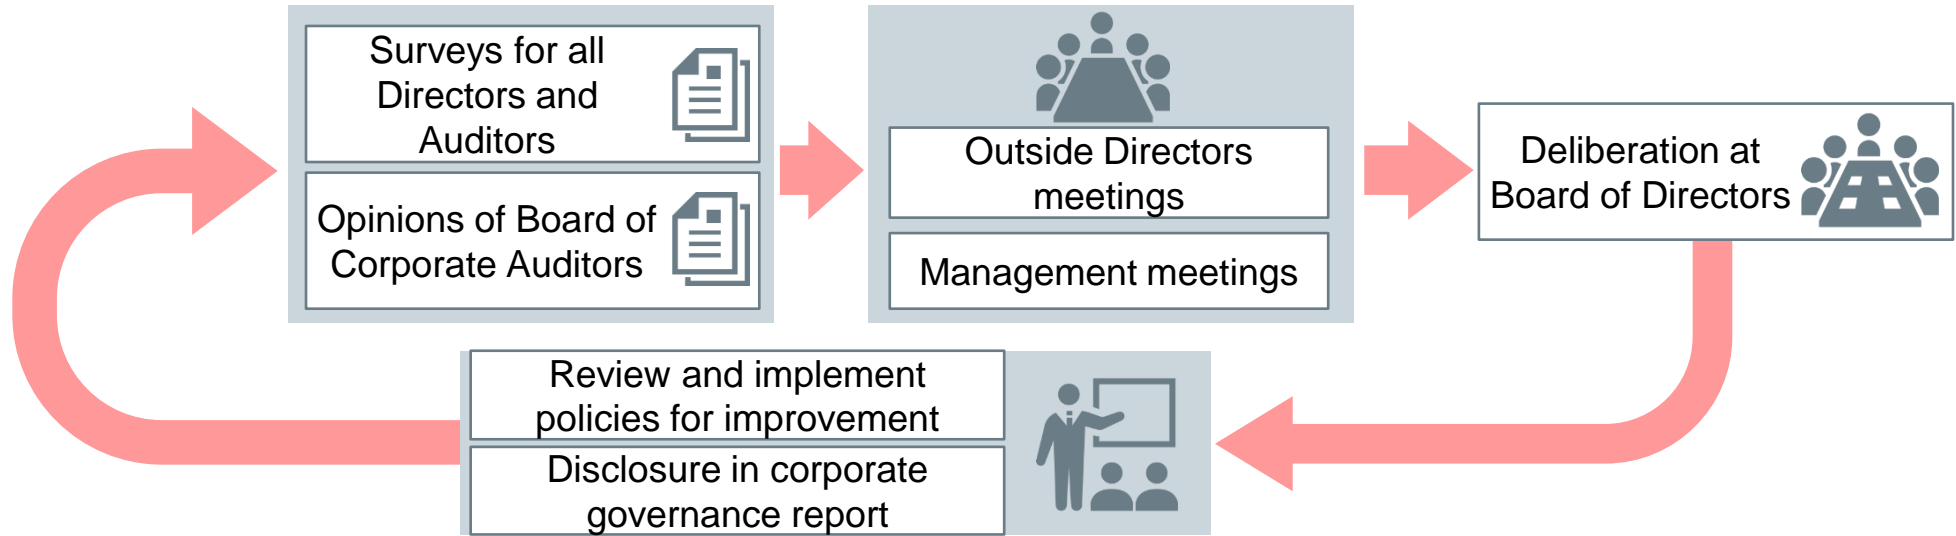 Surveys for all
Directors and
Auditors
Opinions of Board of
Corporate Auditors
Outside Directors
meetings
Management meetings
Deliberation at
Board of Directors
Review and implement
policies for improvement
Disclosure in corporate
governance report